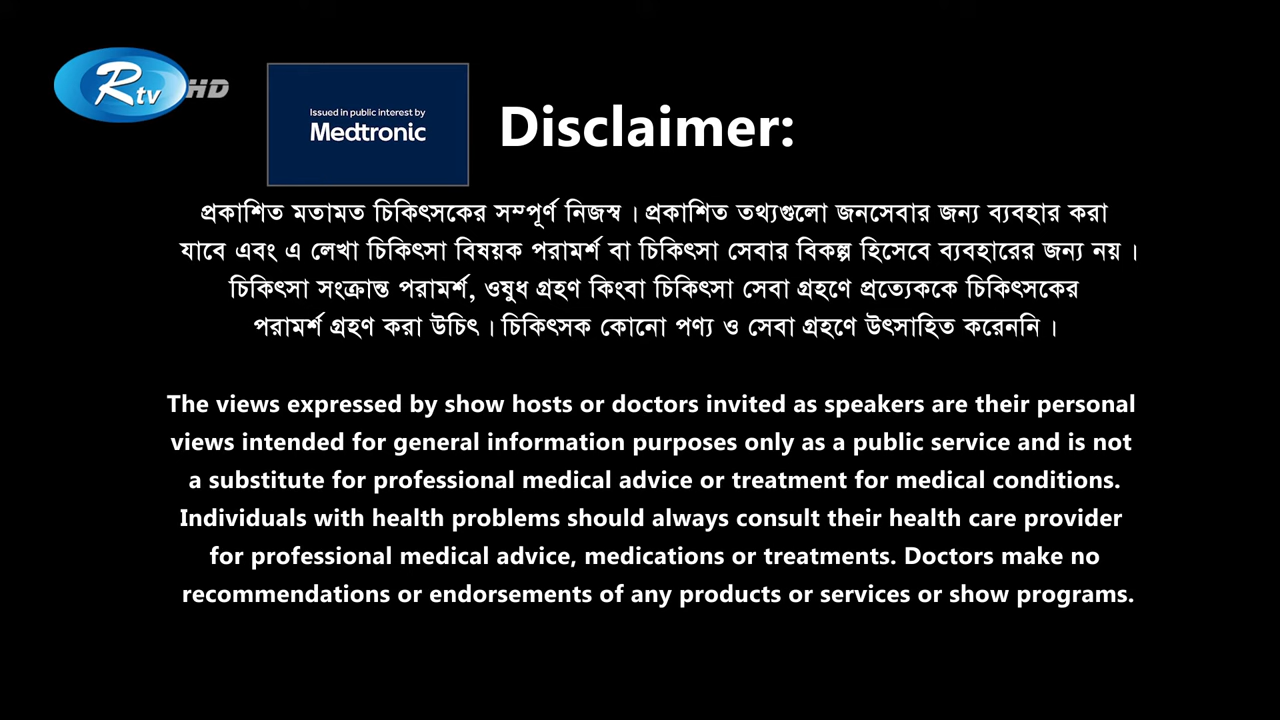 Rtv HD
Issued in public interest by
Medtronic
Disclaimer:
প্রকাশিত মতামত চিকিৎসকের সম্পূর্ণ নিজস্ব । প্রকাশিত তথ্যগুলো জনসেবার জন্য ব্যবহার করা
যাবে এবং এ লেখা চিকিৎসা বিষয়ক পরামর্শ বা চিকিৎসা সেবার বিকল্প হিসেবে ব্যবহারের জন্য নয় ।
চিকিৎসা সংক্রান্ত পরামর্শ, ওষুধ গ্রহণ কিংবা চিকিৎসা সেবা গ্রহণে প্রত্যেককে চিকিৎসকের
পরামর্শ গ্রহণ করা উচিৎ । চিকিৎসক কোনো পণ্য ও সেবা গ্রহণে উৎসাহিত করেননি ।
The views expressed by show hosts or doctors invited as speakers are their personal
views intended for general information purposes only as a public service and is not
a substitute for professional medical advice or treatment for medical conditions.
Individuals with health problems should always consult their health care provider
for professional medical advice, medications or treatments. Doctors make no
recommendations or endorsements of any products or services or show programs.